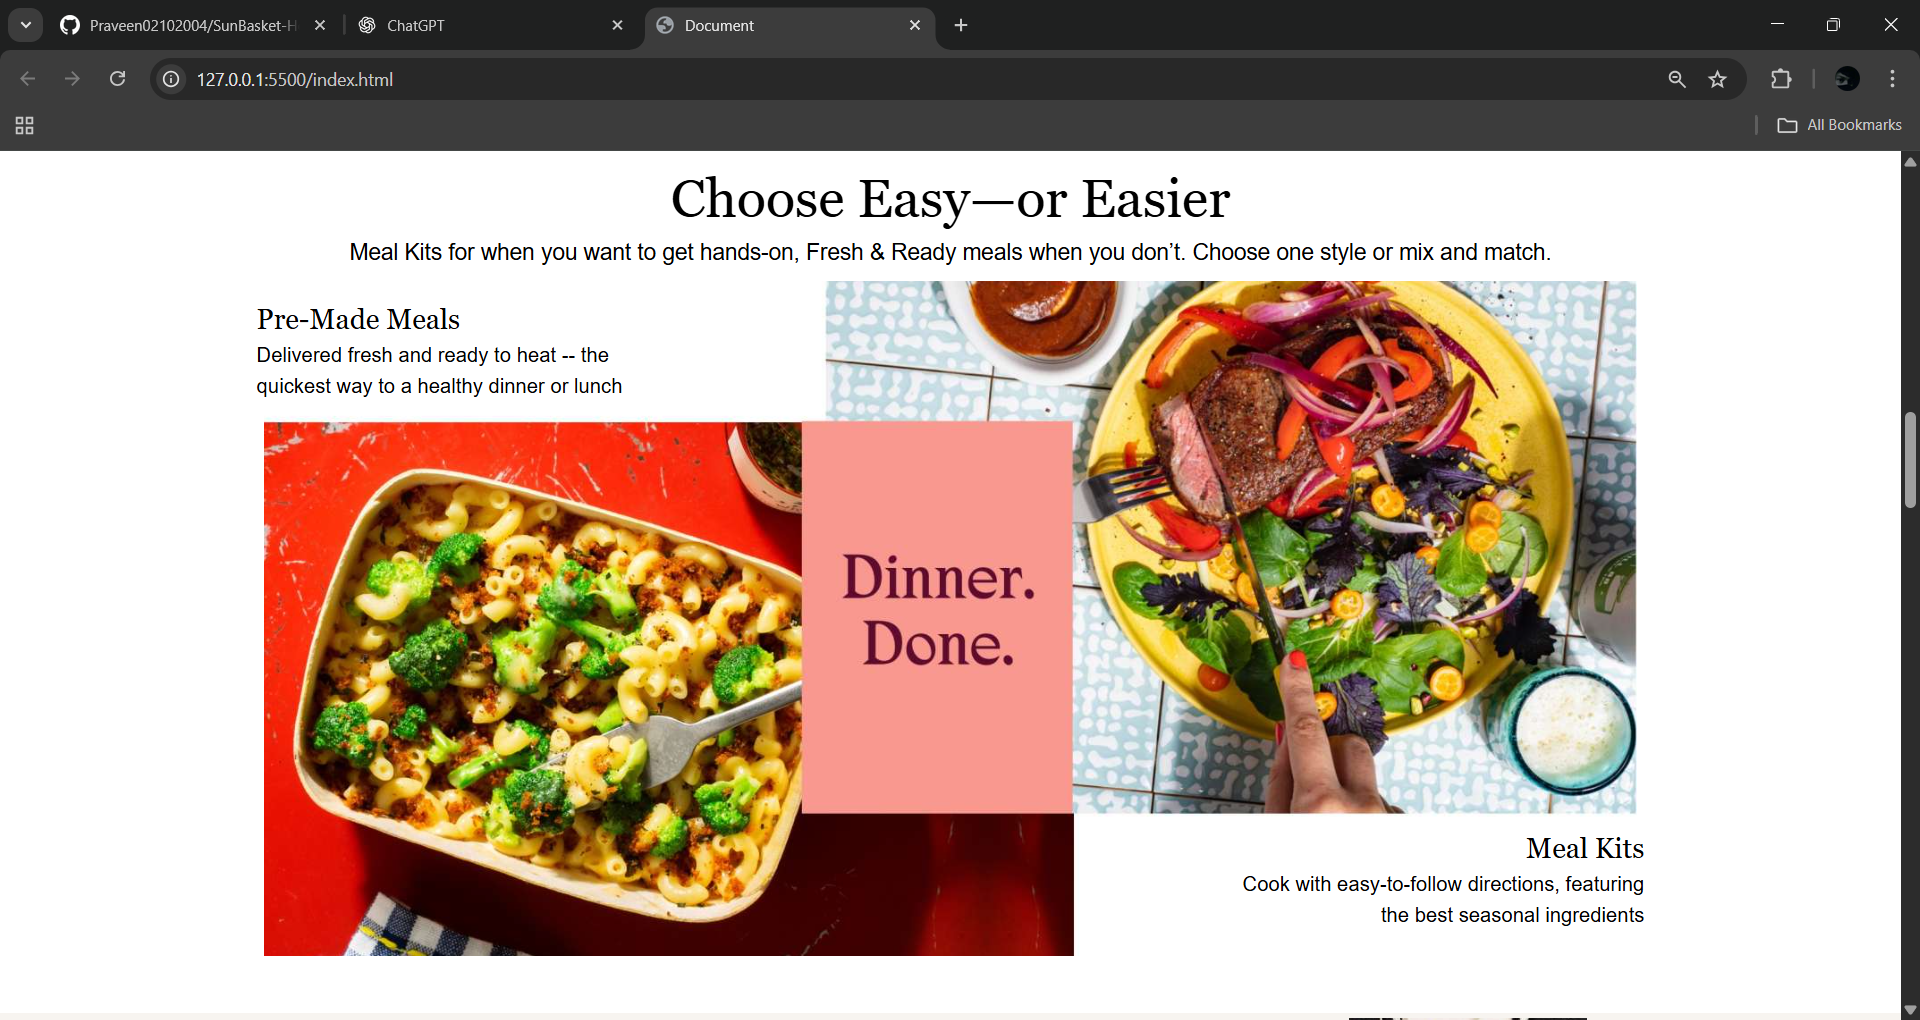 Praveen02102004/SunBasket-H
ChatGPT
Document
127.0.0.1:5500/index.html
All Bookmarks
Choose Easy—or Easier
Meal Kits for when you want to get hands-on, Fresh & Ready meals when you don’t. Choose one style or mix and match.
Pre-Made Meals
Delivered fresh and ready to heat -- the
quickest way to a healthy dinner or lunch
Dinner.
Done.
Meal Kits
Cook with easy-to-follow directions, featuring
the best seasonal ingredients